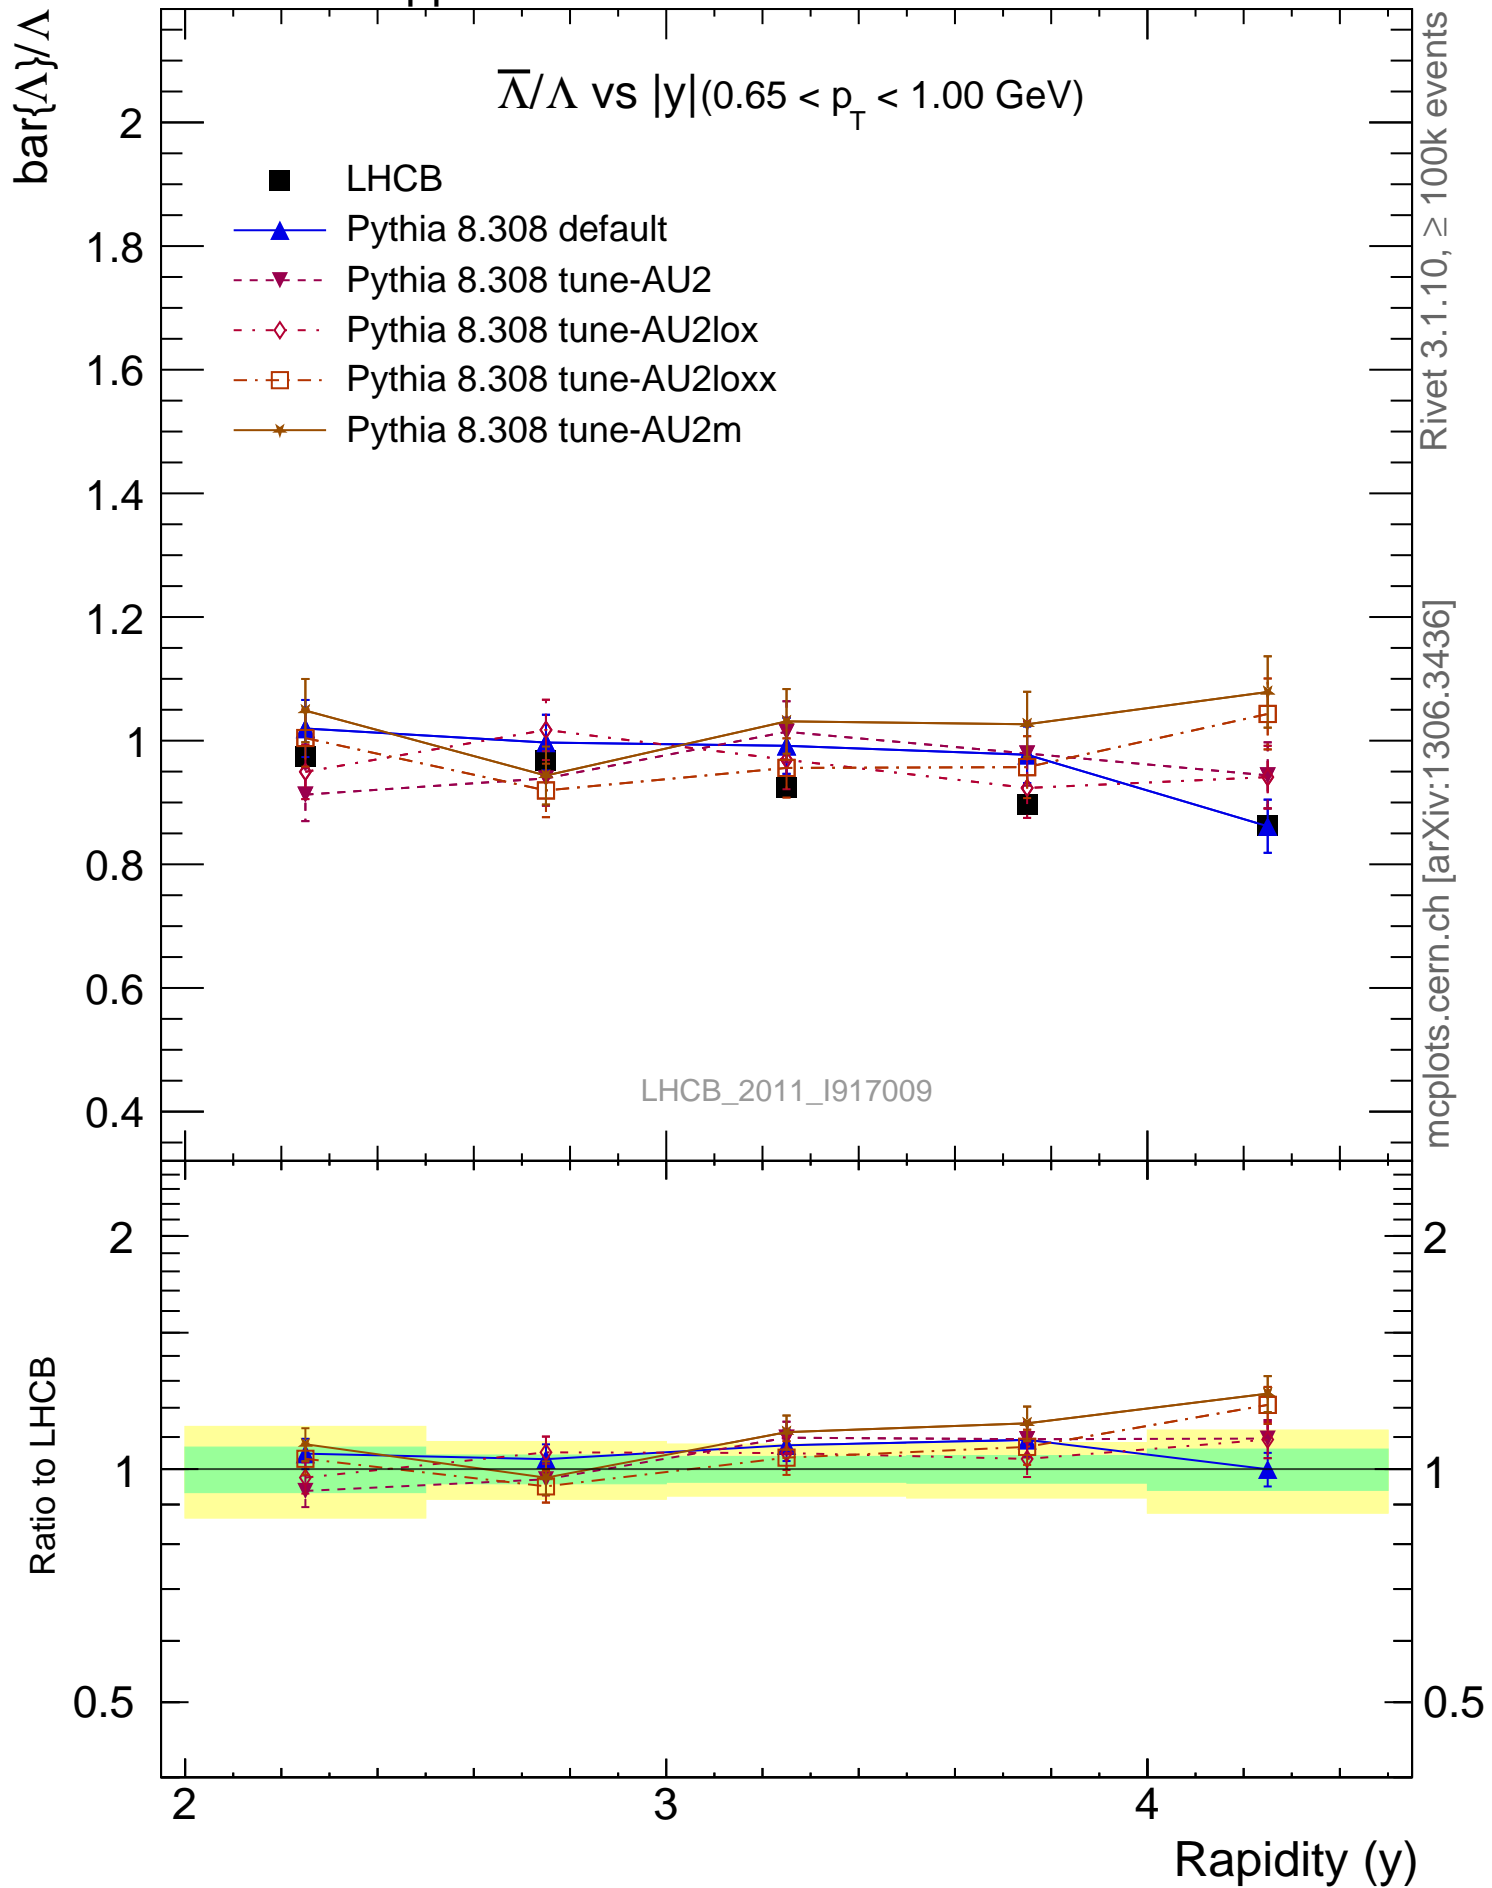 bar{Λ}/Λ
Λ̅/Λ vs |y|(0.65 < p_T < 1.00 GeV)
LHCB
Pythia 8.308 default
Pythia 8.308 tune-AU2
Pythia 8.308 tune-AU2lox
Pythia 8.308 tune-AU2loxx
Pythia 8.308 tune-AU2m
2
1.8
1.6
1.4
1.2
1
0.8
0.6
0.4
LHCB_2011_I917009
Rivet 3.1.10, ≥ 100k events
mcplots.cern.ch [arXiv:1306.3436]
Ratio to LHCB
2
1
0.5
2
1
0.5
2 3 4
Rapidity (y)